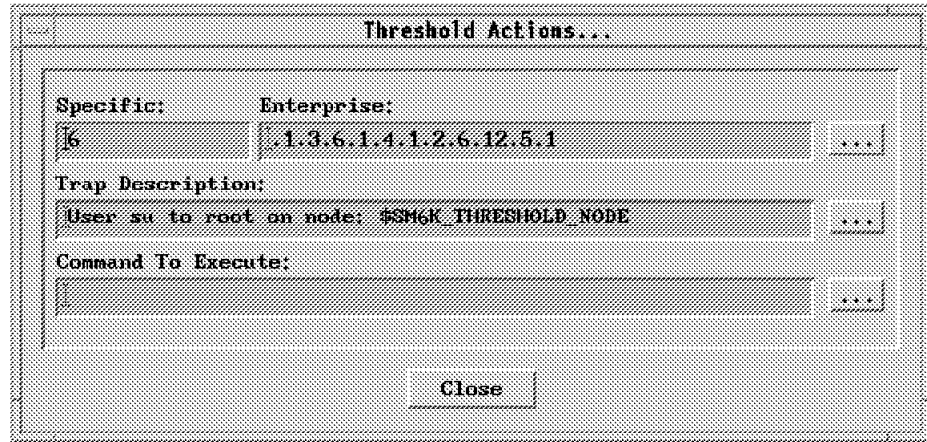 Threshold Actions...
Specific: Enterprise:
6 .1.3.6.1.4.1.2.6.12.5.1 ...
Trap Description:
User su to root on node: $SM6K_THRESHOLD_NODE ...
Command To Execute:
...
Close